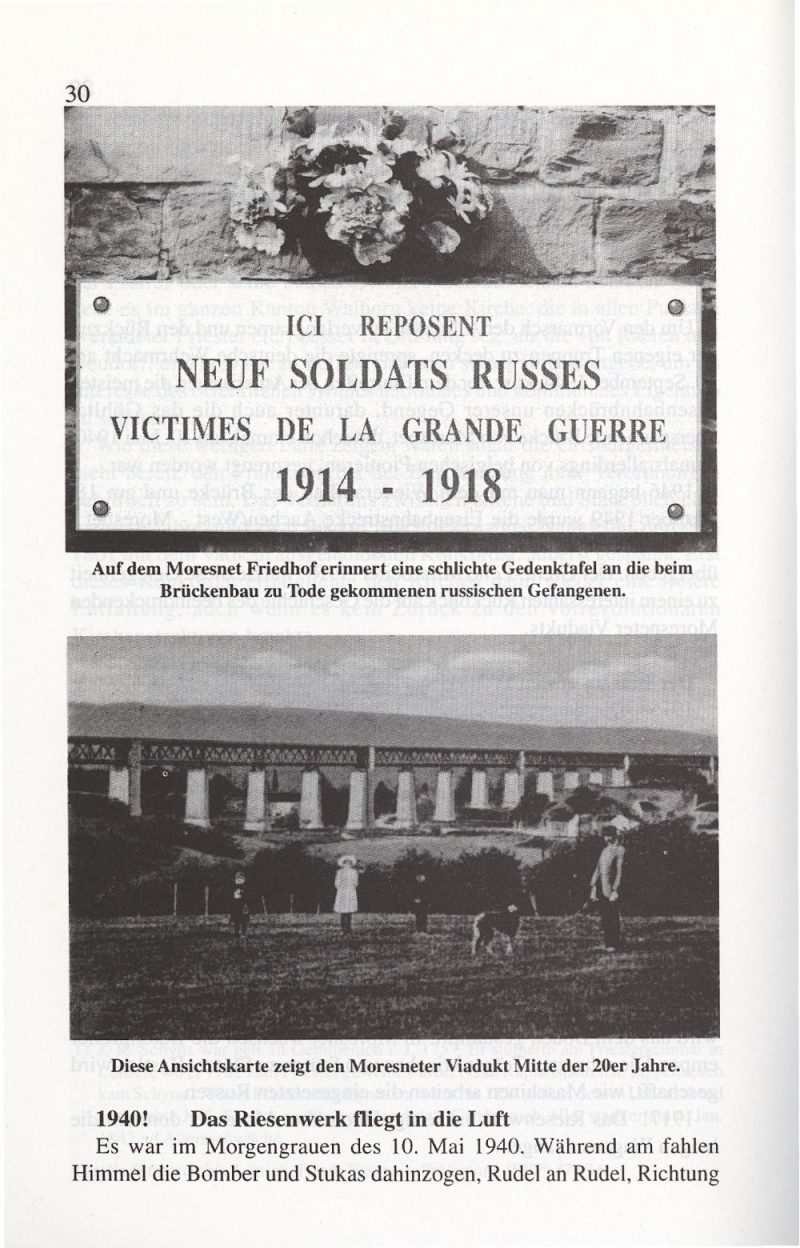 30
ICI REPOSENT
NEUF SOLDATS RUSSES
VICTIMES DE LA GRANDE GUERRE
1914 - 1918
Auf dem Moresnet Friedhof erinnert eine schlichte Gedenktafel an die beim
Brückenbau zu Tode gekommenen russischen Gefangenen.
Diese Ansichtskarte zeigt den Moresneter Viadukt Mitte der 20er Jahre.
1940! Das Riesenwerk fliegt in die Luft
Es war im Morgengrauen des 10. Mai 1940. Während am fahlen
Himmel die Bomber und Stukas dahinzogen, Rudel an Rudel, Richtung